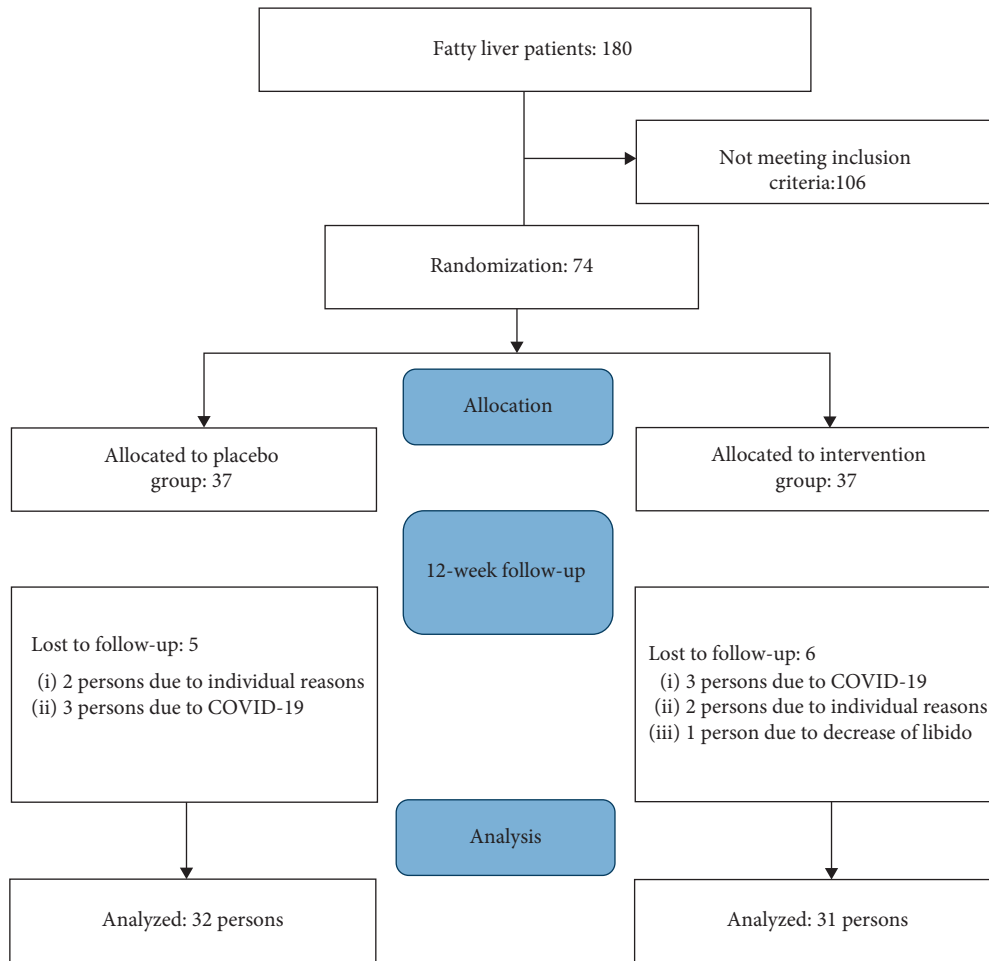 Fatty liver patients: 180
Not meeting inclusion
criteria:106
Randomization: 74
Allocation
Allocated to placebo
group: 37
Allocated to intervention
group: 37
12-week follow-up
Lost to follow-up: 5
(i) 2 persons due to individual reasons
(ii) 3 persons due to COVID-19
Lost to follow-up: 6
(i) 3 persons due to COVID-19
(ii) 2 persons due to individual reasons
(iii) 1 person due to decrease of libido
Analysis
Analyzed: 32 persons
Analyzed: 31 persons